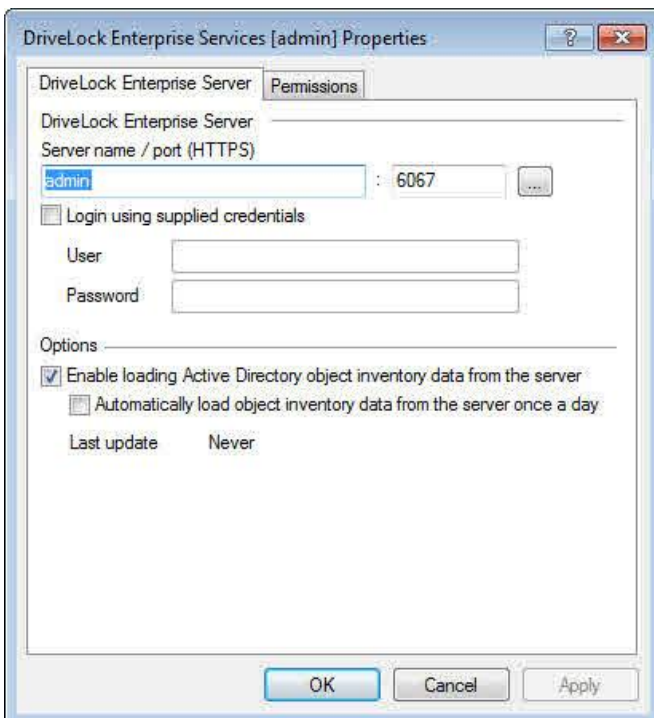 DriveLock Enterprise Services [admin] Properties ?
DriveLock Enterprise Server Permissions
DriveLock Enterprise Server
Server name / port (HTTPS)
admin : 6067 ...
Login using supplied credentials
User
Password
Options
Enable loading Active Directory object inventory data from the server
Automatically load object inventory data from the server once a day
Last update Never
OK Cancel Apply